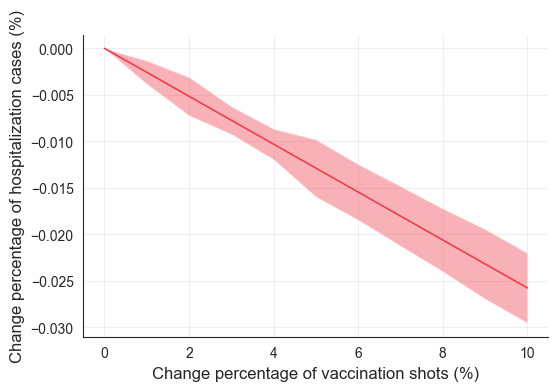 Change percentage of hospitalization cases (%)
0.000
−0.005
−0.010
−0.015
−0.020
−0.025
−0.030
0 2 4 6 8 10
Change percentage of vaccination shots (%)